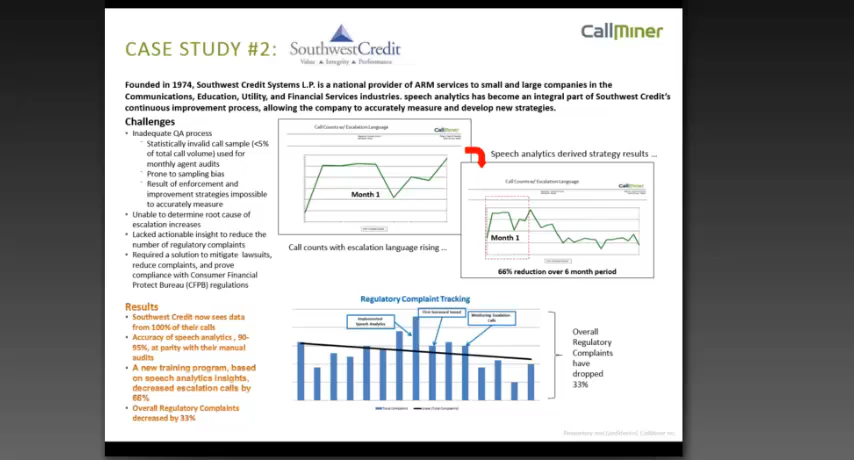 CASE STUDY #2:
SouthwestCredit
Value ▲ Integrity ▲ Performance
CallMiner
Founded in 1974, Southwest Credit Systems L.P. is a national provider of ARM services to small and large companies in the
Communications, Education, Utility, and Financial Services industries. speech analytics has become an integral part of Southwest Credit's
continuous improvement process, allowing the company to accurately measure and develop new strategies.
Challenges
• Inadequate QA process
Statistically invalid call sample (<5%
of total call volume) used for
monthly agent audits
Prone to sampling bias
Result of enforcement and
improvement strategies impossible
to accurately measure
• Unable to determine root cause of
escalation increases
• Lacked actionable insight to reduce the
number of regulatory complaints
• Required a solution to mitigate lawsuits,
reduce complaints, and prove
compliance with Consumer Financial
Protect Bureau (CFPB) regulations
Call Counts w/ Escalation Language
CallMiner
Month 1
Call counts with escalation language rising ...
Speech analytics derived strategy results ...
Call Counts w/ Escalation Language
CallMiner
Month 1
66% reduction over 6 month period
Results
• Southwest Credit now sees data
from 100% of their calls
• Accuracy of speech analytics , 90-
95%, at parity with their manual
audits
• A new training program, based
on speech analytics insights,
decreased escalation calls by
66%
• Overall Regulatory Complaints
decreased by 33%
Regulatory Complaint Tracking
Implemented
Speech Analytics
Monitoring Escalation
Calls
Overall
Regulatory
Complaints
have
dropped
33%
Proprietary and Confidential, CallMiner Inc.